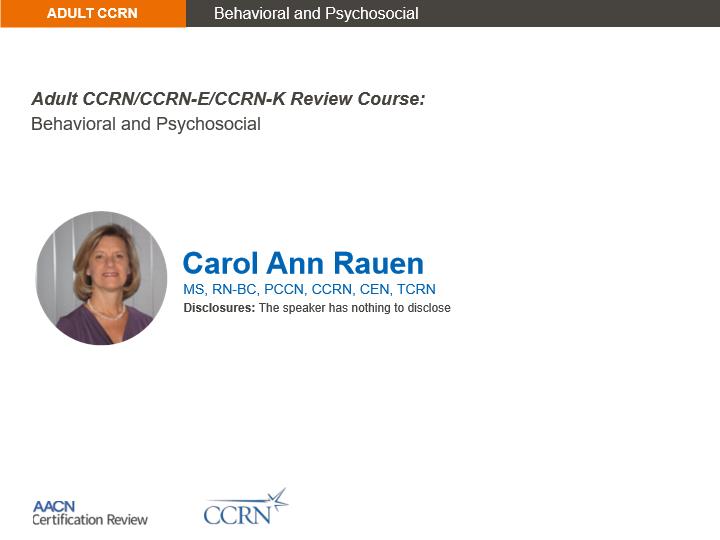 ADULT CCRN
Behavioral and Psychosocial
Adult CCRN/CCRN-E/CCRN-K Review Course:
Behavioral and Psychosocial
Carol Ann Rauen
MS, RN-BC, PCCN, CCRN, CEN, TCRN
Disclosures: The speaker has nothing to disclose
AACN
Certification Review
CCRN